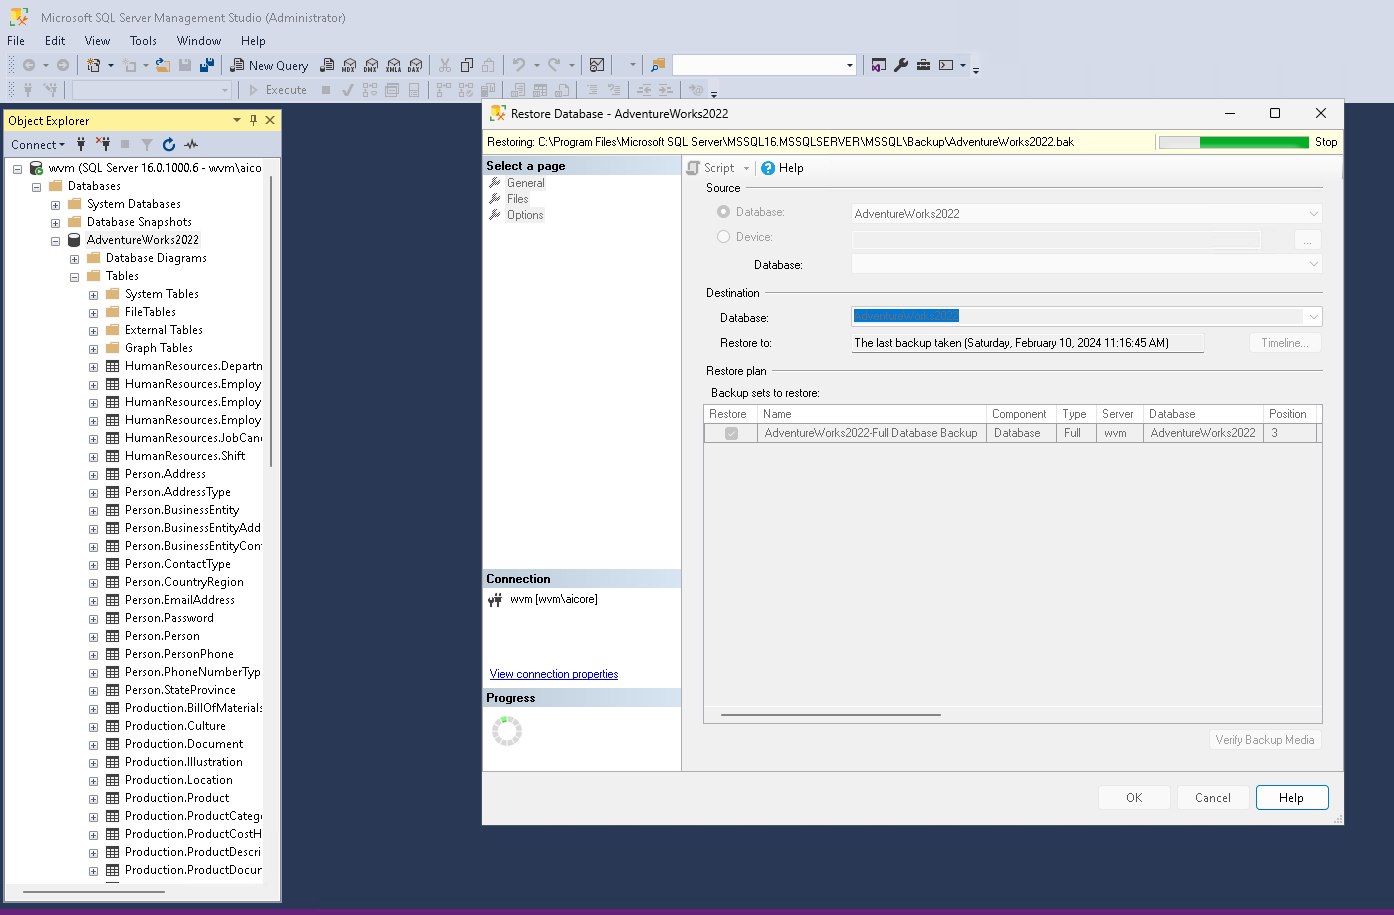 Microsoft SQL Server Management Studio (Administrator)
File Edit View Tools Window Help
New Query MDX DMX XMLA DAX
Execute
Object Explorer
Connect
wvm (SQL Server 16.0.1000.6 - wvm\aico
Databases
System Databases
Database Snapshots
AdventureWorks2022
Database Diagrams
Tables
System Tables
FileTables
External Tables
Graph Tables
HumanResources.Departn
HumanResources.Employ
HumanResources.Employ
HumanResources.Employ
HumanResources.JobCan
HumanResources.Shift
Person.Address
Person.AddressType
Person.BusinessEntity
Person.BusinessEntityAdd
Person.BusinessEntityCon
Person.ContactType
Person.CountryRegion
Person.EmailAddress
Person.Password
Person.Person
Person.PersonPhone
Person.PhoneNumberTyp
Person.StateProvince
Production.BillOfMaterials
Production.Culture
Production.Document
Production.Illustration
Production.Location
Production.Product
Production.ProductCateg
Production.ProductCostH
Production.ProductDescri
Production.ProductDocur
Restore Database - AdventureWorks2022
Restoring: C:\Program Files\Microsoft SQL Server\MSSQL16.MSSQLSERVER\MSSQL\Backup\AdventureWorks2022.bak
Stop
Select a page
General
Files
Options
Connection
wvm [wvm\aicore]
View connection properties
Progress
Script Help
Source
Database: AdventureWorks2022
Device: ...
Database:
Destination
Database: AdventureWorks2022
Restore to: The last backup taken (Saturday, February 10, 2024 11:16:45 AM) Timeline...
Restore plan
Backup sets to restore:
Restore Name Component Type Server Database Position
AdventureWorks2022-Full Database Backup Database Full wvm AdventureWorks2022 3
Verify Backup Media
OK Cancel Help